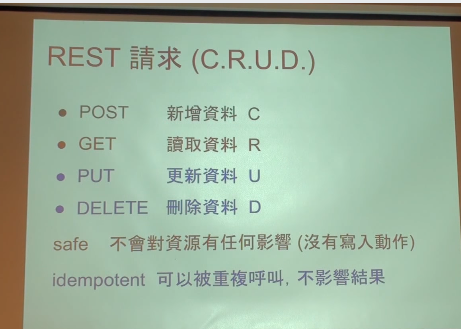 REST 請求 (C.R.U.D.)
● POST 新增資料 C
● GET 讀取資料 R
● PUT 更新資料 U
● DELETE 刪除資料 D
safe 不會對資源有任何影響 (沒有寫入動作)
idempotent 可以被重複呼叫, 不影響結果